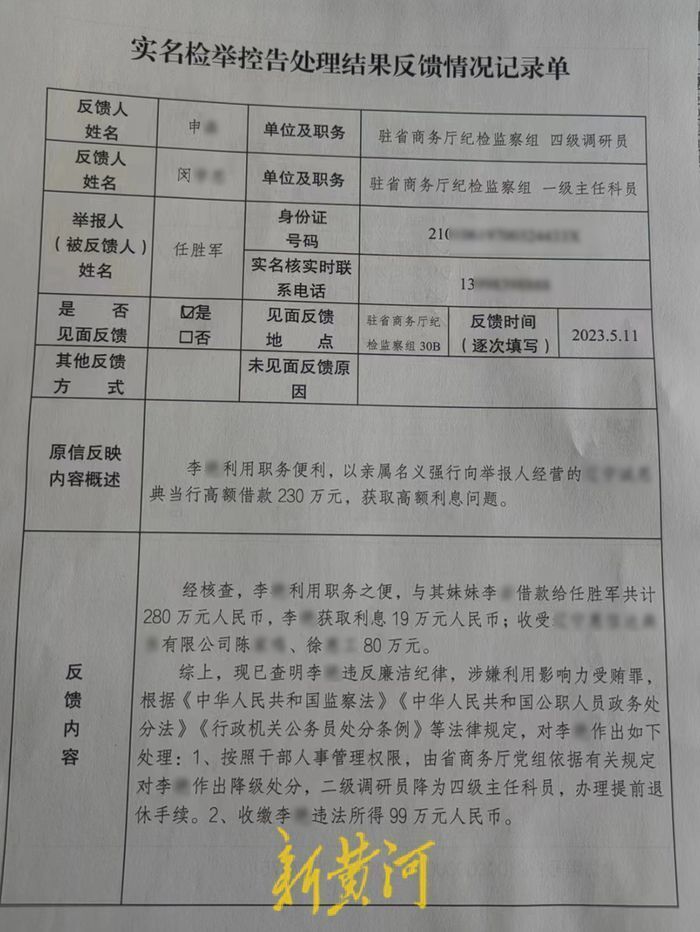 实名检举控告处理结果反馈情况记录单
反馈人
姓名
申
单位及职务
驻省商务厅纪检监察组 四级调研员
反馈人
姓名
闵
单位及职务
驻省商务厅纪检监察组 一级主任科员
举报人
（被反馈人）
姓名
任胜军
身份证
号码
210
实名核实时联
系电话
13
是 否
见面反馈
☑是
□否
见面反馈
地 点
驻省商务厅纪
检监察组 30B
反馈时间
（逐次填写）
2023.5.11
其他反馈
方 式
未见面反馈原
因
原信反映
内容概述
李 利用职务便利，以亲属名义强行向举报人经营的
典当行高额借款 230 万元，获取高额利息问题。
反
馈
内
容
经核查，李 利用职务之便，与其妹妹李 借款给任胜军共计
280 万元人民币，李 获取利息 19 万元人民币；收受
有限公司陈 、徐 80 万元。
综上，现已查明李 违反廉洁纪律，涉嫌利用影响力受贿罪，
根据《中华人民共和国监察法》《中华人民共和国公职人员政务处
分法》《行政机关公务员处分条例》等法律规定，对李 作出如下
处理：1、按照干部人事管理权限，由省商务厅党组依据有关规定
对李 作出降级处分，二级调研员降为四级主任科员，办理提前退
休手续。2、收缴李 违法所得 99 万元人民币。
新黄河